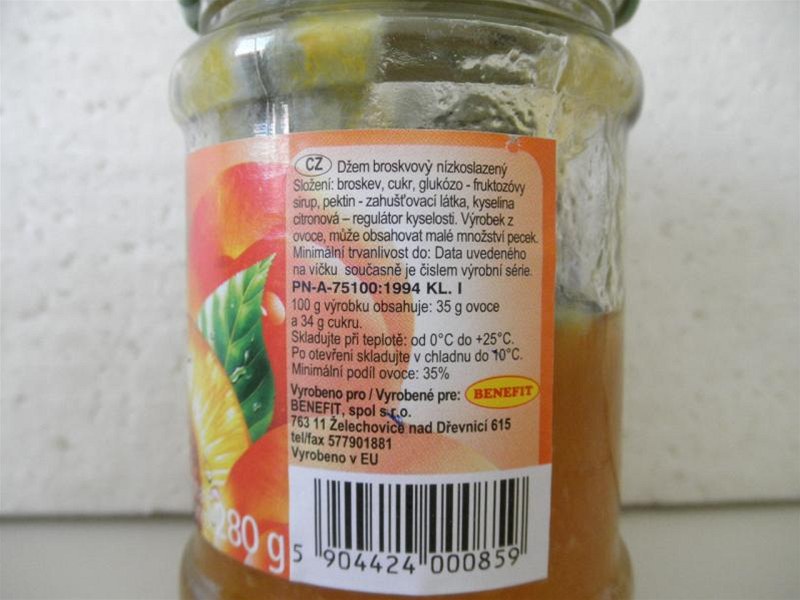 CZ Džem broskvový nízkoslazený
Složení: broskev, cukr, glukózo - fruktozóvy
sirup, pektin - zahušťovací látka, kyselina
citronová – regulátor kyselosti. Výrobek z
ovoce, může obsahovat malé množství pecek.
Minimální trvanlivost do: Data uvedeného
na víčku současně je čislem výrobní série.
PN-A-75100:1994 KL. I
100 g výrobku obsahuje: 35 g ovoce
a 34 g cukru.
Skladujte při teplotě: od 0°C do +25°C.
Po otevření skladujte v chladnu do 10°C.
Minimální podíl ovoce: 35%
Vyrobeno pro / Vyrobené pre: BENEFIT
BENEFIT, spol s.r.o.
763 11 Želechovice nad Dřevnicí 615
tel/fax 577901881
Vyrobeno v EU
280 g
5 904424 000859